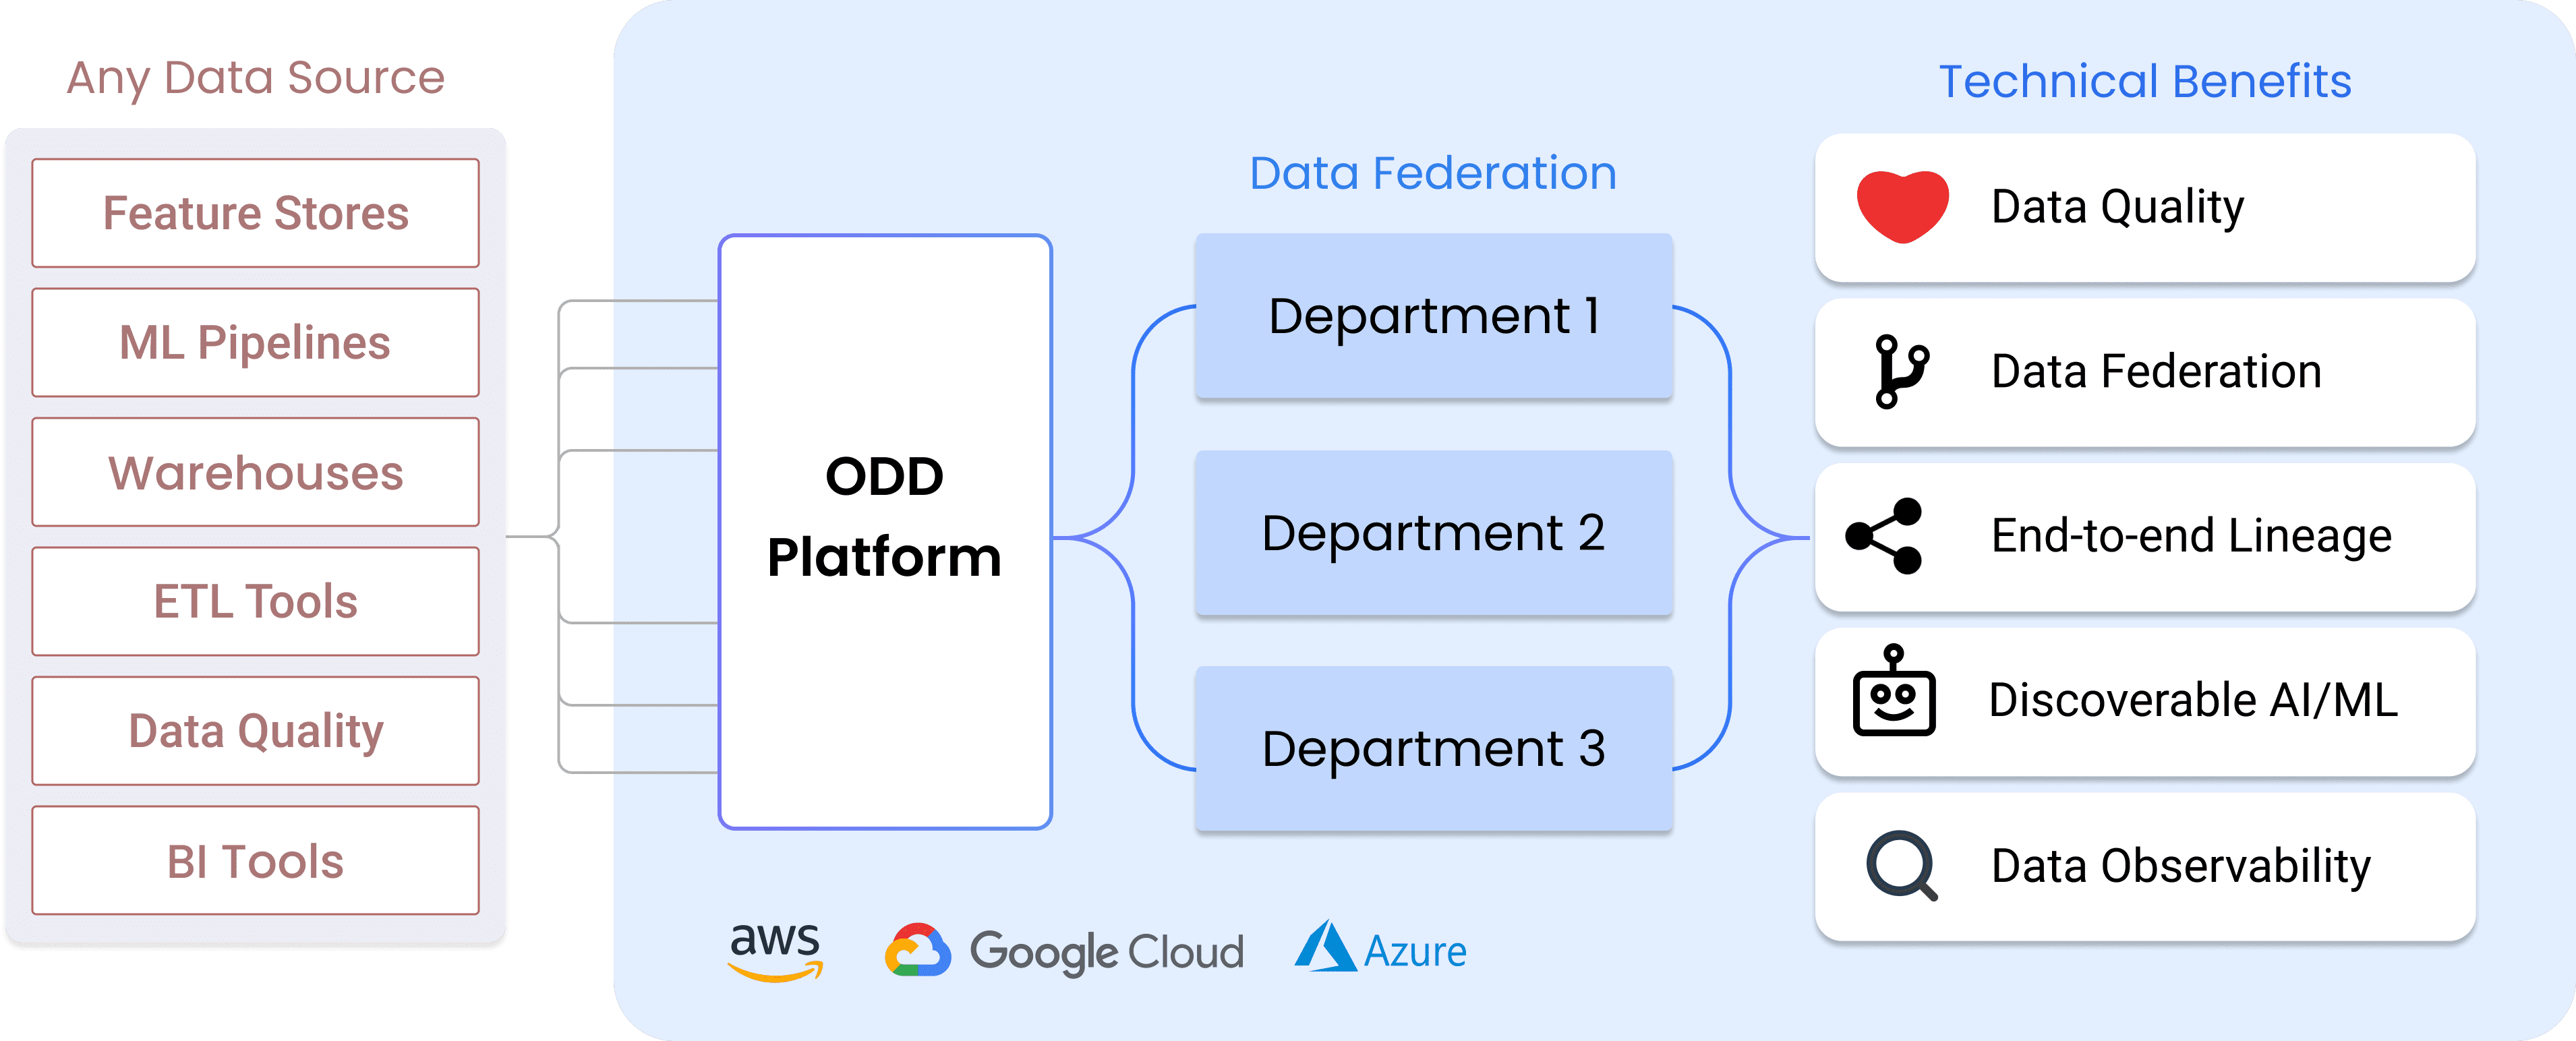 Any Data Source
Feature Stores
ML Pipelines
Warehouses
ETL Tools
Data Quality
BI Tools
ODD
Platform
Data Federation
Department 1
Department 2
Department 3
aws
Google Cloud
Azure
Technical Benefits
Data Quality
Data Federation
End-to-end Lineage
Discoverable AI/ML
Data Observability